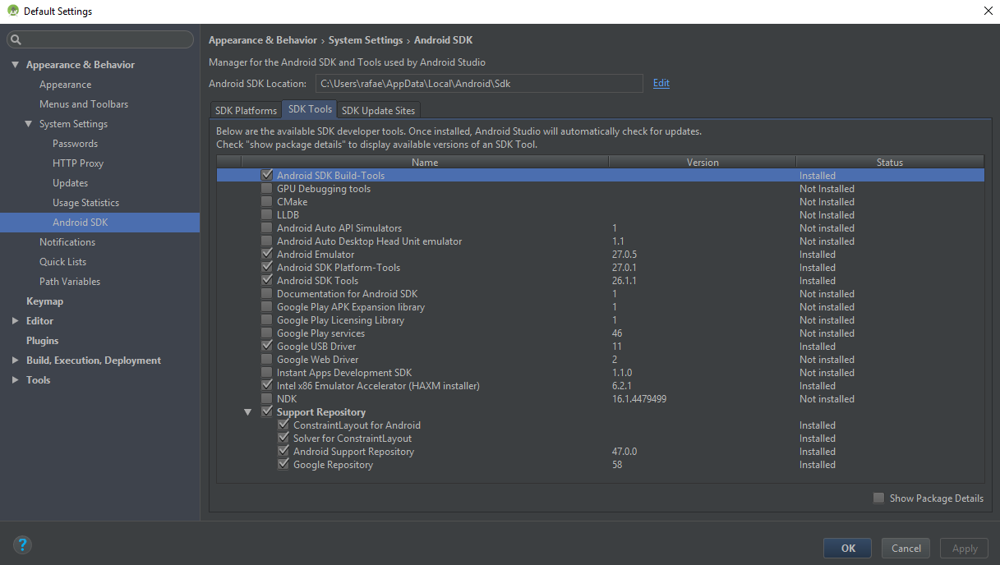 Default Settings
Appearance & Behavior
Appearance
Menus and Toolbars
System Settings
Passwords
HTTP Proxy
Updates
Usage Statistics
Android SDK
Notifications
Quick Lists
Path Variables
Keymap
Editor
Plugins
Build, Execution, Deployment
Tools
Appearance & Behavior › System Settings › Android SDK
Manager for the Android SDK and Tools used by Android Studio
Android SDK Location: C:\Users\rafae\AppData\Local\Android\Sdk Edit
SDK Platforms SDK Tools SDK Update Sites
Below are the available SDK developer tools. Once installed, Android Studio will automatically check for updates.
Check "show package details" to display available versions of an SDK Tool.
Name Version Status
Android SDK Build-Tools Installed
GPU Debugging tools Not Installed
CMake Not Installed
LLDB Not Installed
Android Auto API Simulators 1 Not installed
Android Auto Desktop Head Unit emulator 1.1 Not installed
Android Emulator 27.0.5 Installed
Android SDK Platform-Tools 27.0.1 Installed
Android SDK Tools 26.1.1 Installed
Documentation for Android SDK 1 Not installed
Google Play APK Expansion library 1 Not installed
Google Play Licensing Library 1 Not installed
Google Play services 46 Not installed
Google USB Driver 11 Installed
Google Web Driver 2 Not installed
Instant Apps Development SDK 1.1.0 Not installed
Intel x86 Emulator Accelerator (HAXM installer) 6.2.1 Installed
NDK 16.1.4479499 Not installed
Support Repository
ConstraintLayout for Android Installed
Solver for ConstraintLayout Installed
Android Support Repository 47.0.0 Installed
Google Repository 58 Installed
Show Package Details
?
OK Cancel Apply